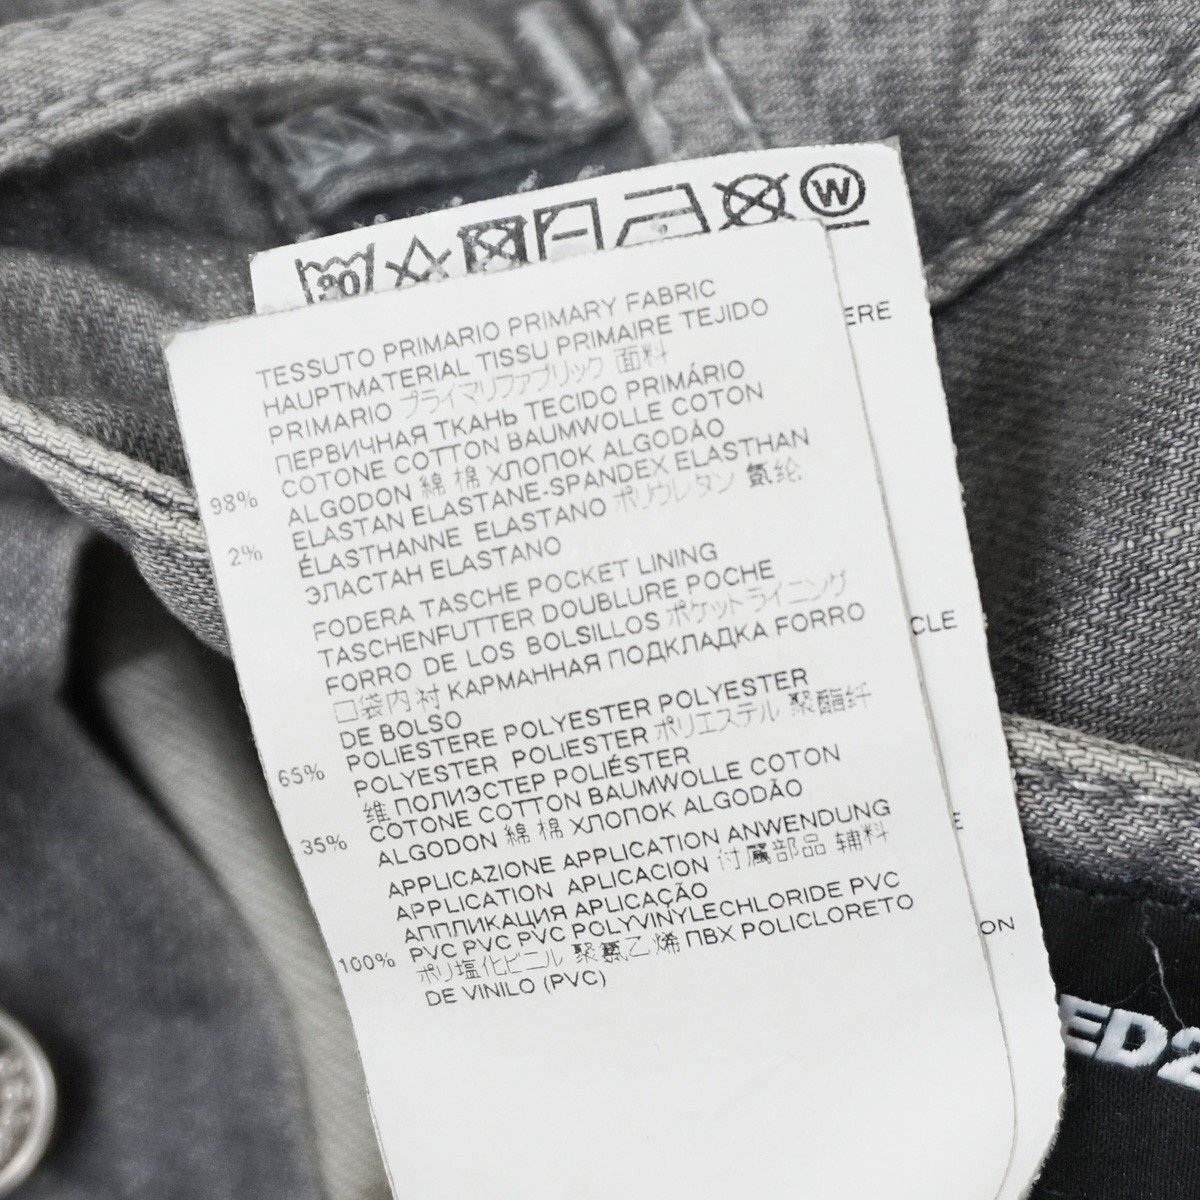 30
W
TESSUTO PRIMARIO PRIMARY FABRIC
HAUPTMATERIAL TISSU PRIMAIRE TEJIDO
PRIMARIO プライマリファブリック 面料
ПЕРВИЧНАЯ ТКАНЬ TECIDO PRIMÁRIO
98% COTONE COTTON BAUMWOLLE COTON
ALGODON 綿 棉 ХЛОПОК ALGODÃO
2% ELASTAN ELASTANE-SPANDEX ELASTHAN
ÉLASTHANNE ELASTANO ポリウレタン 氨纶
ЭЛАСТАН ELASTANO
FODERA TASCHE POCKET LINING
TASCHENFUTTER DOUBLURE POCHE
FORRO DE LOS BOLSILLOS ポケットライニング
口袋内衬 КАРМАННАЯ ПОДКЛАДКА FORRO
DE BOLSO
65% POLIESTERE POLYESTER POLYESTER
POLYESTER POLIESTER ポリエステル 聚酯纤
维 ПОЛИЭСТЕР POLIÉSTER
35% COTONE COTTON BAUMWOLLE COTON
ALGODON 綿 棉 ХЛОПОК ALGODÃO
APPLICAZIONE APPLICATION ANWENDUNG
APPLICATION APLICACION 付属部品 辅料
АППЛИКАЦИЯ APLICAÇÃO
100% PVC PVC PVC POLYVINYLECHLORIDE PVC
ポリ塩化ビニル 聚氯乙烯 ПВХ POLICLORETO
DE VINILO (PVC)
ERE
CLE
E
ION
ED2